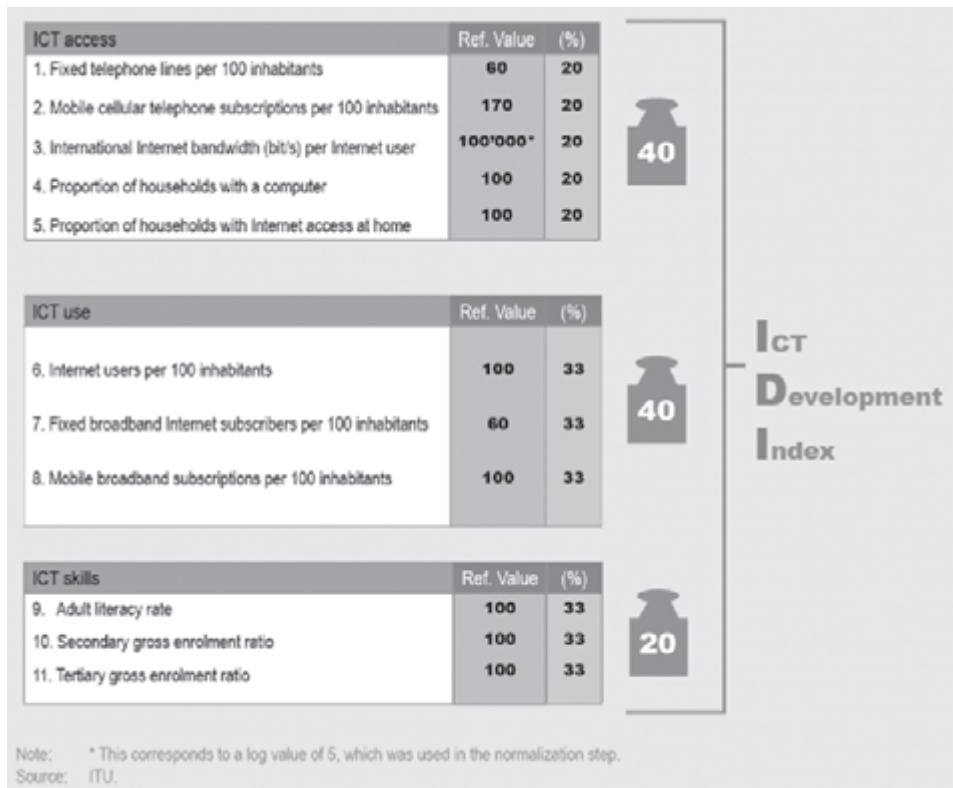 ICT access Ref. Value (%)
1. Fixed telephone lines per 100 inhabitants 60 20
2. Mobile cellular telephone subscriptions per 100 inhabitants 170 20
3. International Internet bandwidth (bit/s) per Internet user 100'000* 20
4. Proportion of households with a computer 100 20
5. Proportion of households with Internet access at home 100 20
40
ICT use Ref. Value (%)
6. Internet users per 100 inhabitants 100 33
7. Fixed broadband Internet subscribers per 100 inhabitants 60 33
8. Mobile broadband subscriptions per 100 inhabitants 100 33
40
ICT
Development
Index
ICT skills Ref. Value (%)
9. Adult literacy rate 100 33
10. Secondary gross enrolment ratio 100 33
11. Tertiary gross enrolment ratio 100 33
20
Note: * This corresponds to a log value of 5, which was used in the normalization step.
Source: ITU.